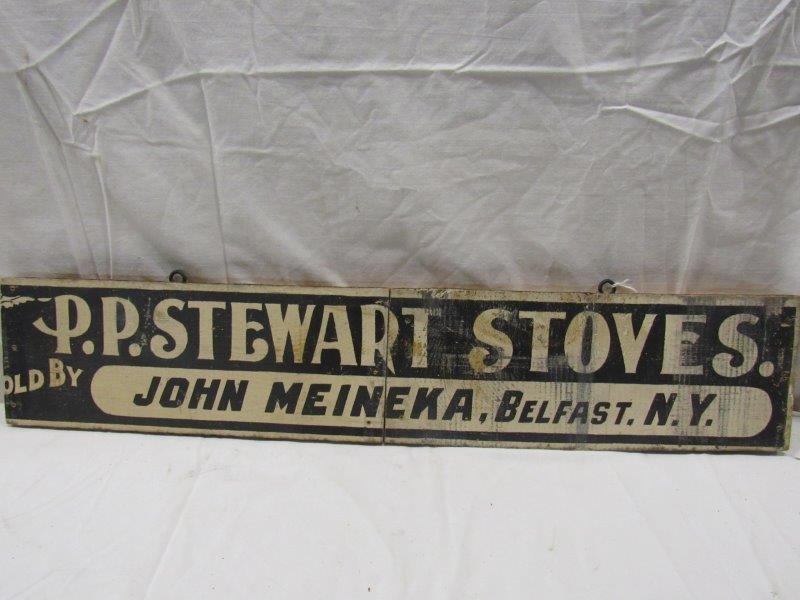 P.P. STEWART STOVES.
OLD BY
JOHN MEINEKA, BELFAST. N.Y.